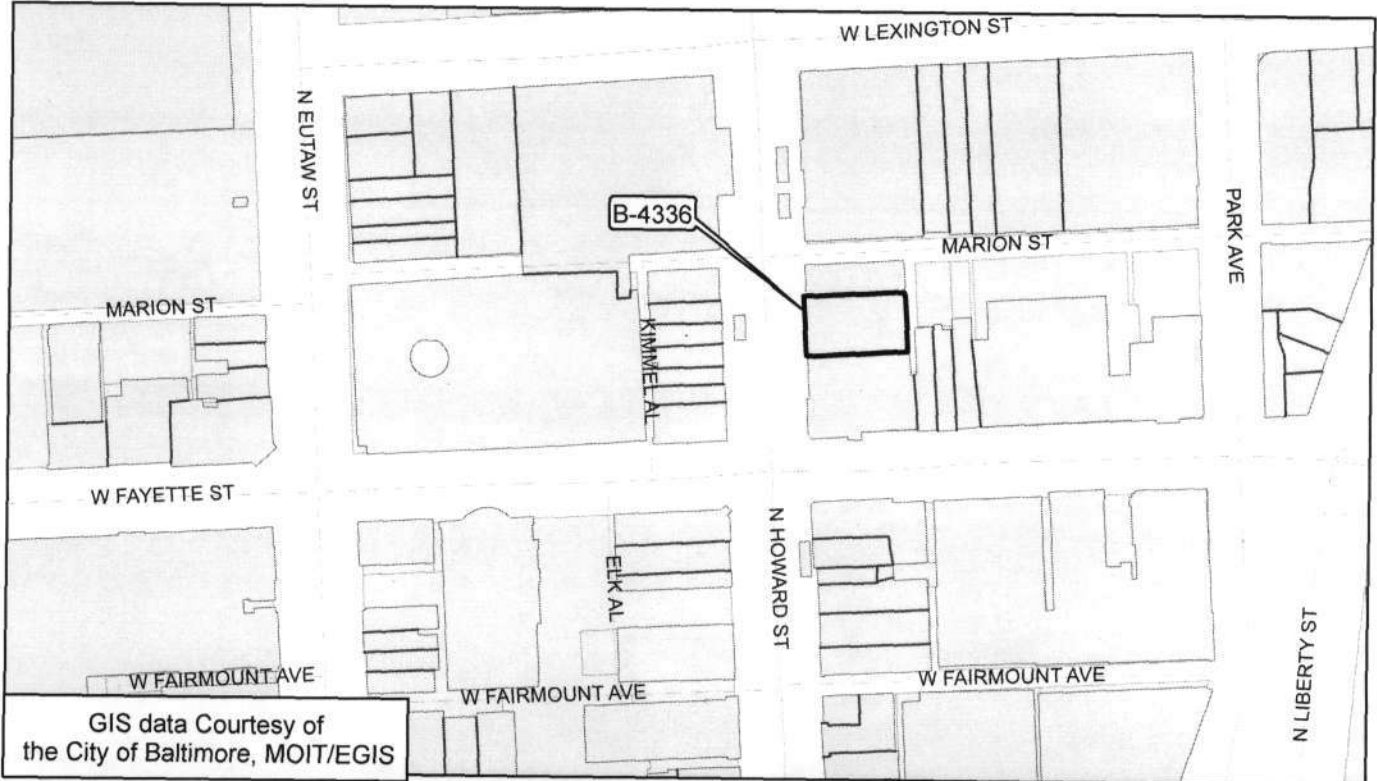 W LEXINGTON ST
N EUTAW ST
B-4336
PARK AVE
MARION ST
MARION ST
KIMMEL AL
W FAYETTE ST
N HOWARD ST
ELK AL
N LIBERTY ST
W FAIRMOUNT AVE
W FAIRMOUNT AVE
W FAIRMOUNT AVE
GIS data Courtesy of
the City of Baltimore, MOIT/EGIS